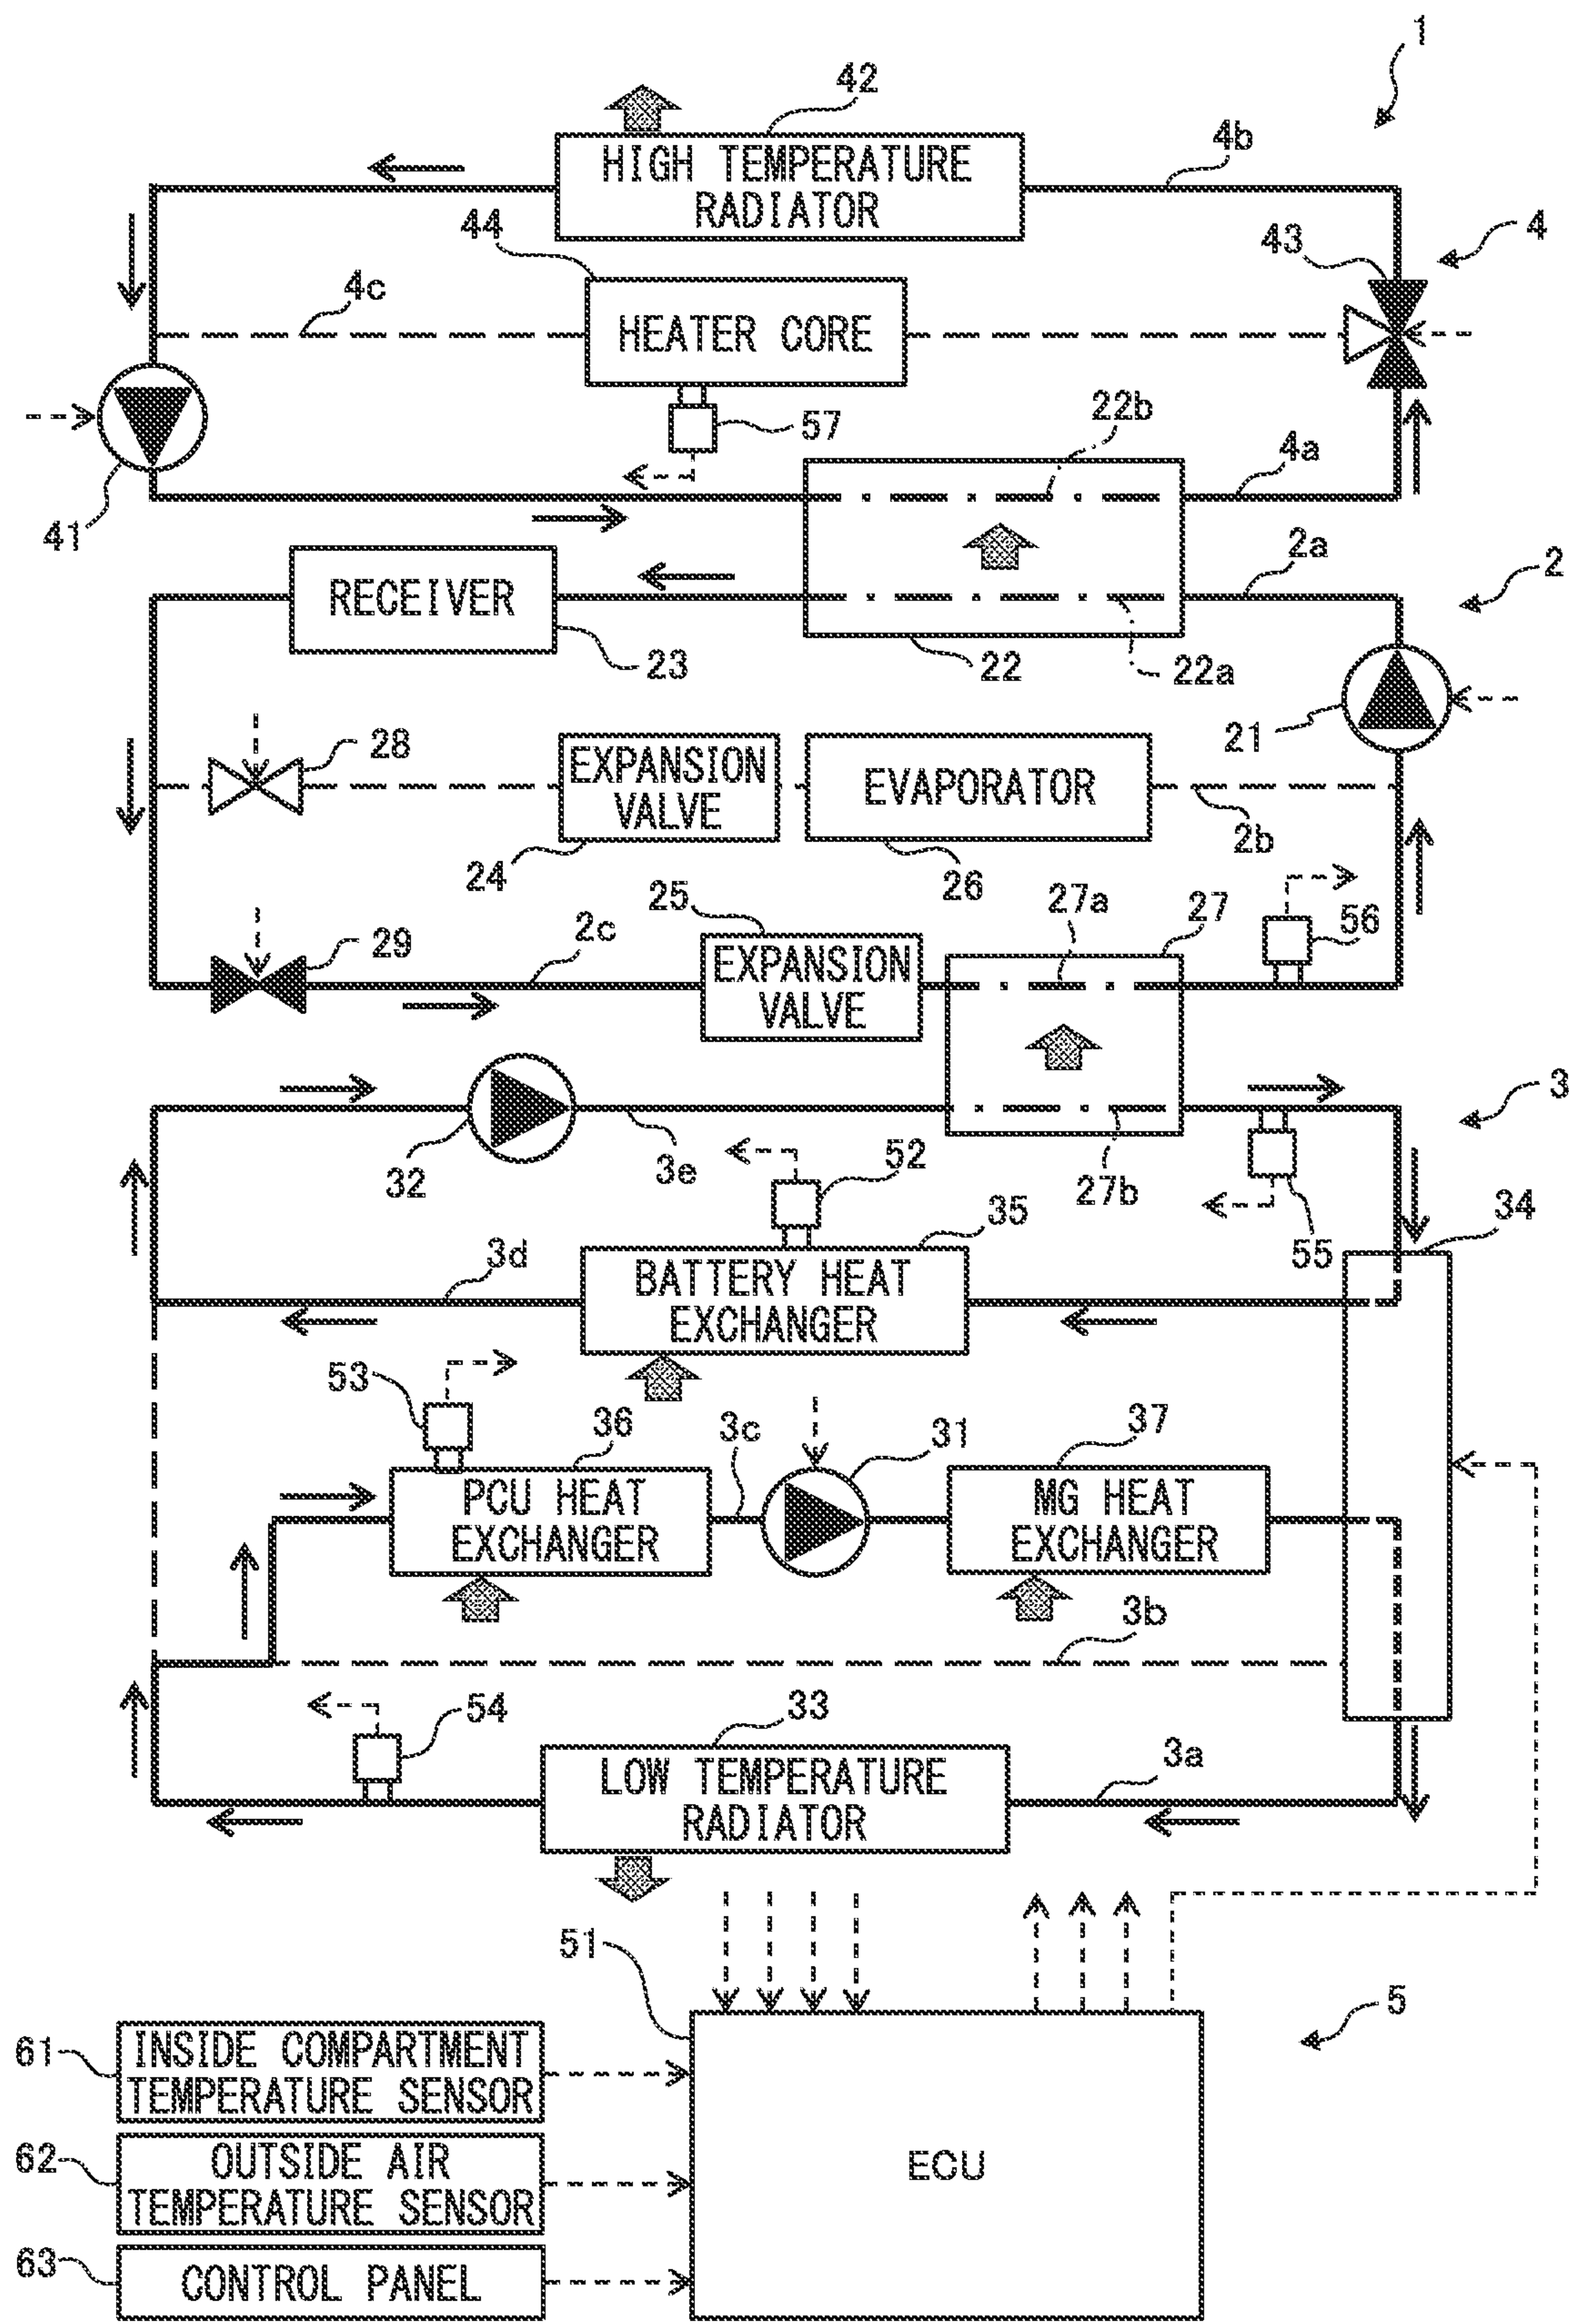 1
42
HIGH TEMPERATURE
RADIATOR
4b
44
43
4
4c
HEATER CORE
57
22b
4a
41
2a
2
RECEIVER
23
22
22a
21
28
EXPANSION
VALVE
EVAPORATOR
24
26
2b
25
27a
27
56
29
2c
EXPANSION
VALVE
3
32
3e
52
27b
55
34
35
3d
BATTERY HEAT
EXCHANGER
53
36
3c
31
37
PCU HEAT
EXCHANGER
MG HEAT
EXCHANGER
3b
54
33
3a
LOW TEMPERATURE
RADIATOR
51
5
61
INSIDE COMPARTMENT
TEMPERATURE SENSOR
62
OUTSIDE AIR
TEMPERATURE SENSOR
ECU
63
CONTROL PANEL